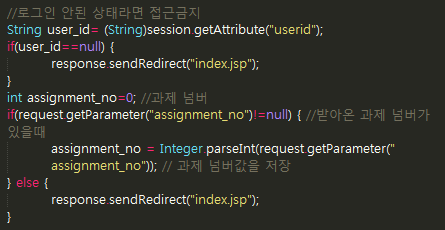 //로그인 안된 상태라면 접근금지
String user_id= (String)session.getAttribute("userid");
if(user_id==null) {
response.sendRedirect("index.jsp");
}
int assignment_no=0; //과제 넘버
if(request.getParameter("assignment_no")!=null) { //받아온 과제 넘버가
있을때
assignment_no = Integer.parseInt(request.getParameter("
assignment_no")); // 과제 넘버값을 저장
} else {
response.sendRedirect("index.jsp");
}